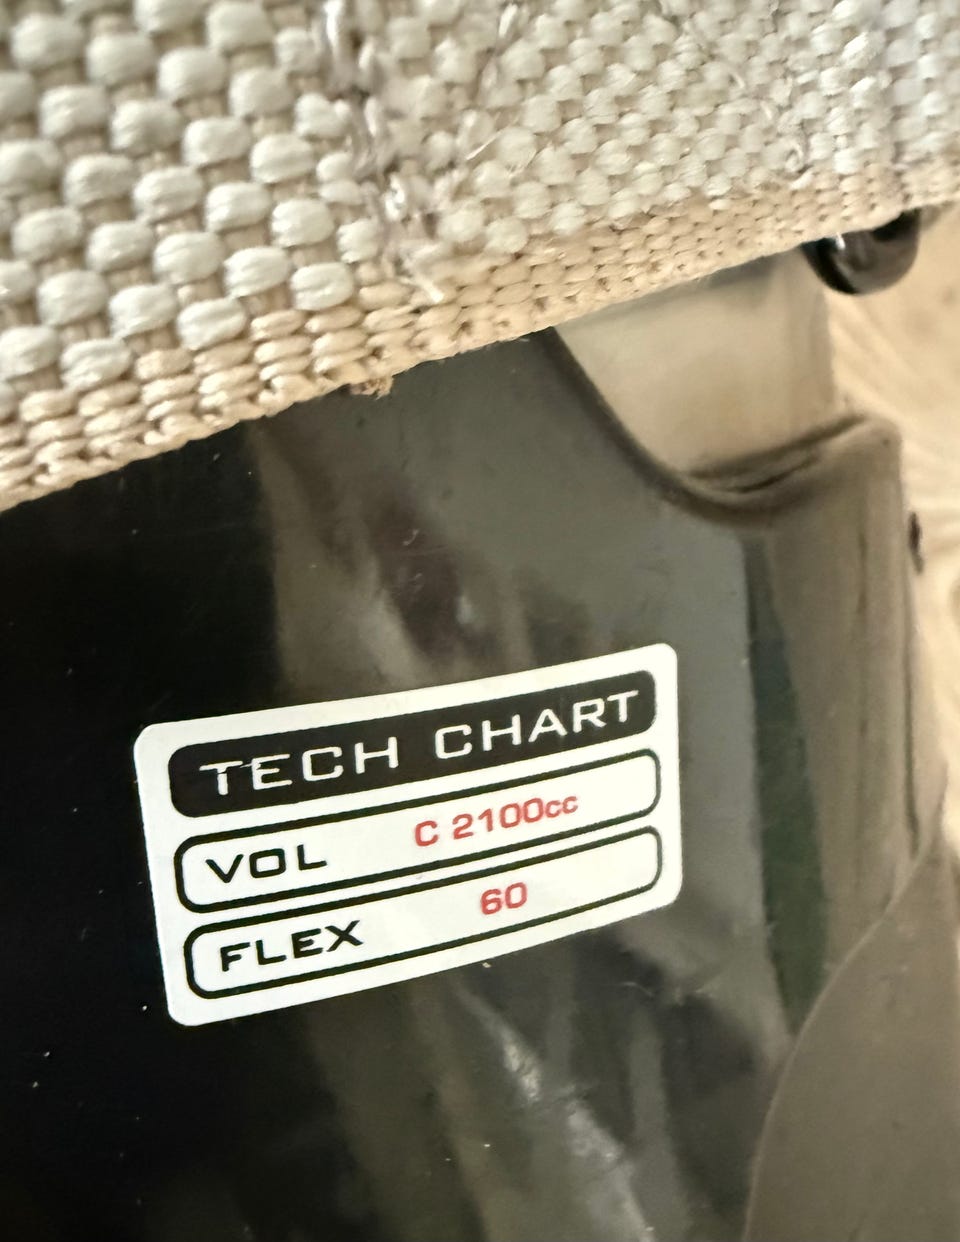 TECH CHART
VOL C 2100cc
FLEX 60